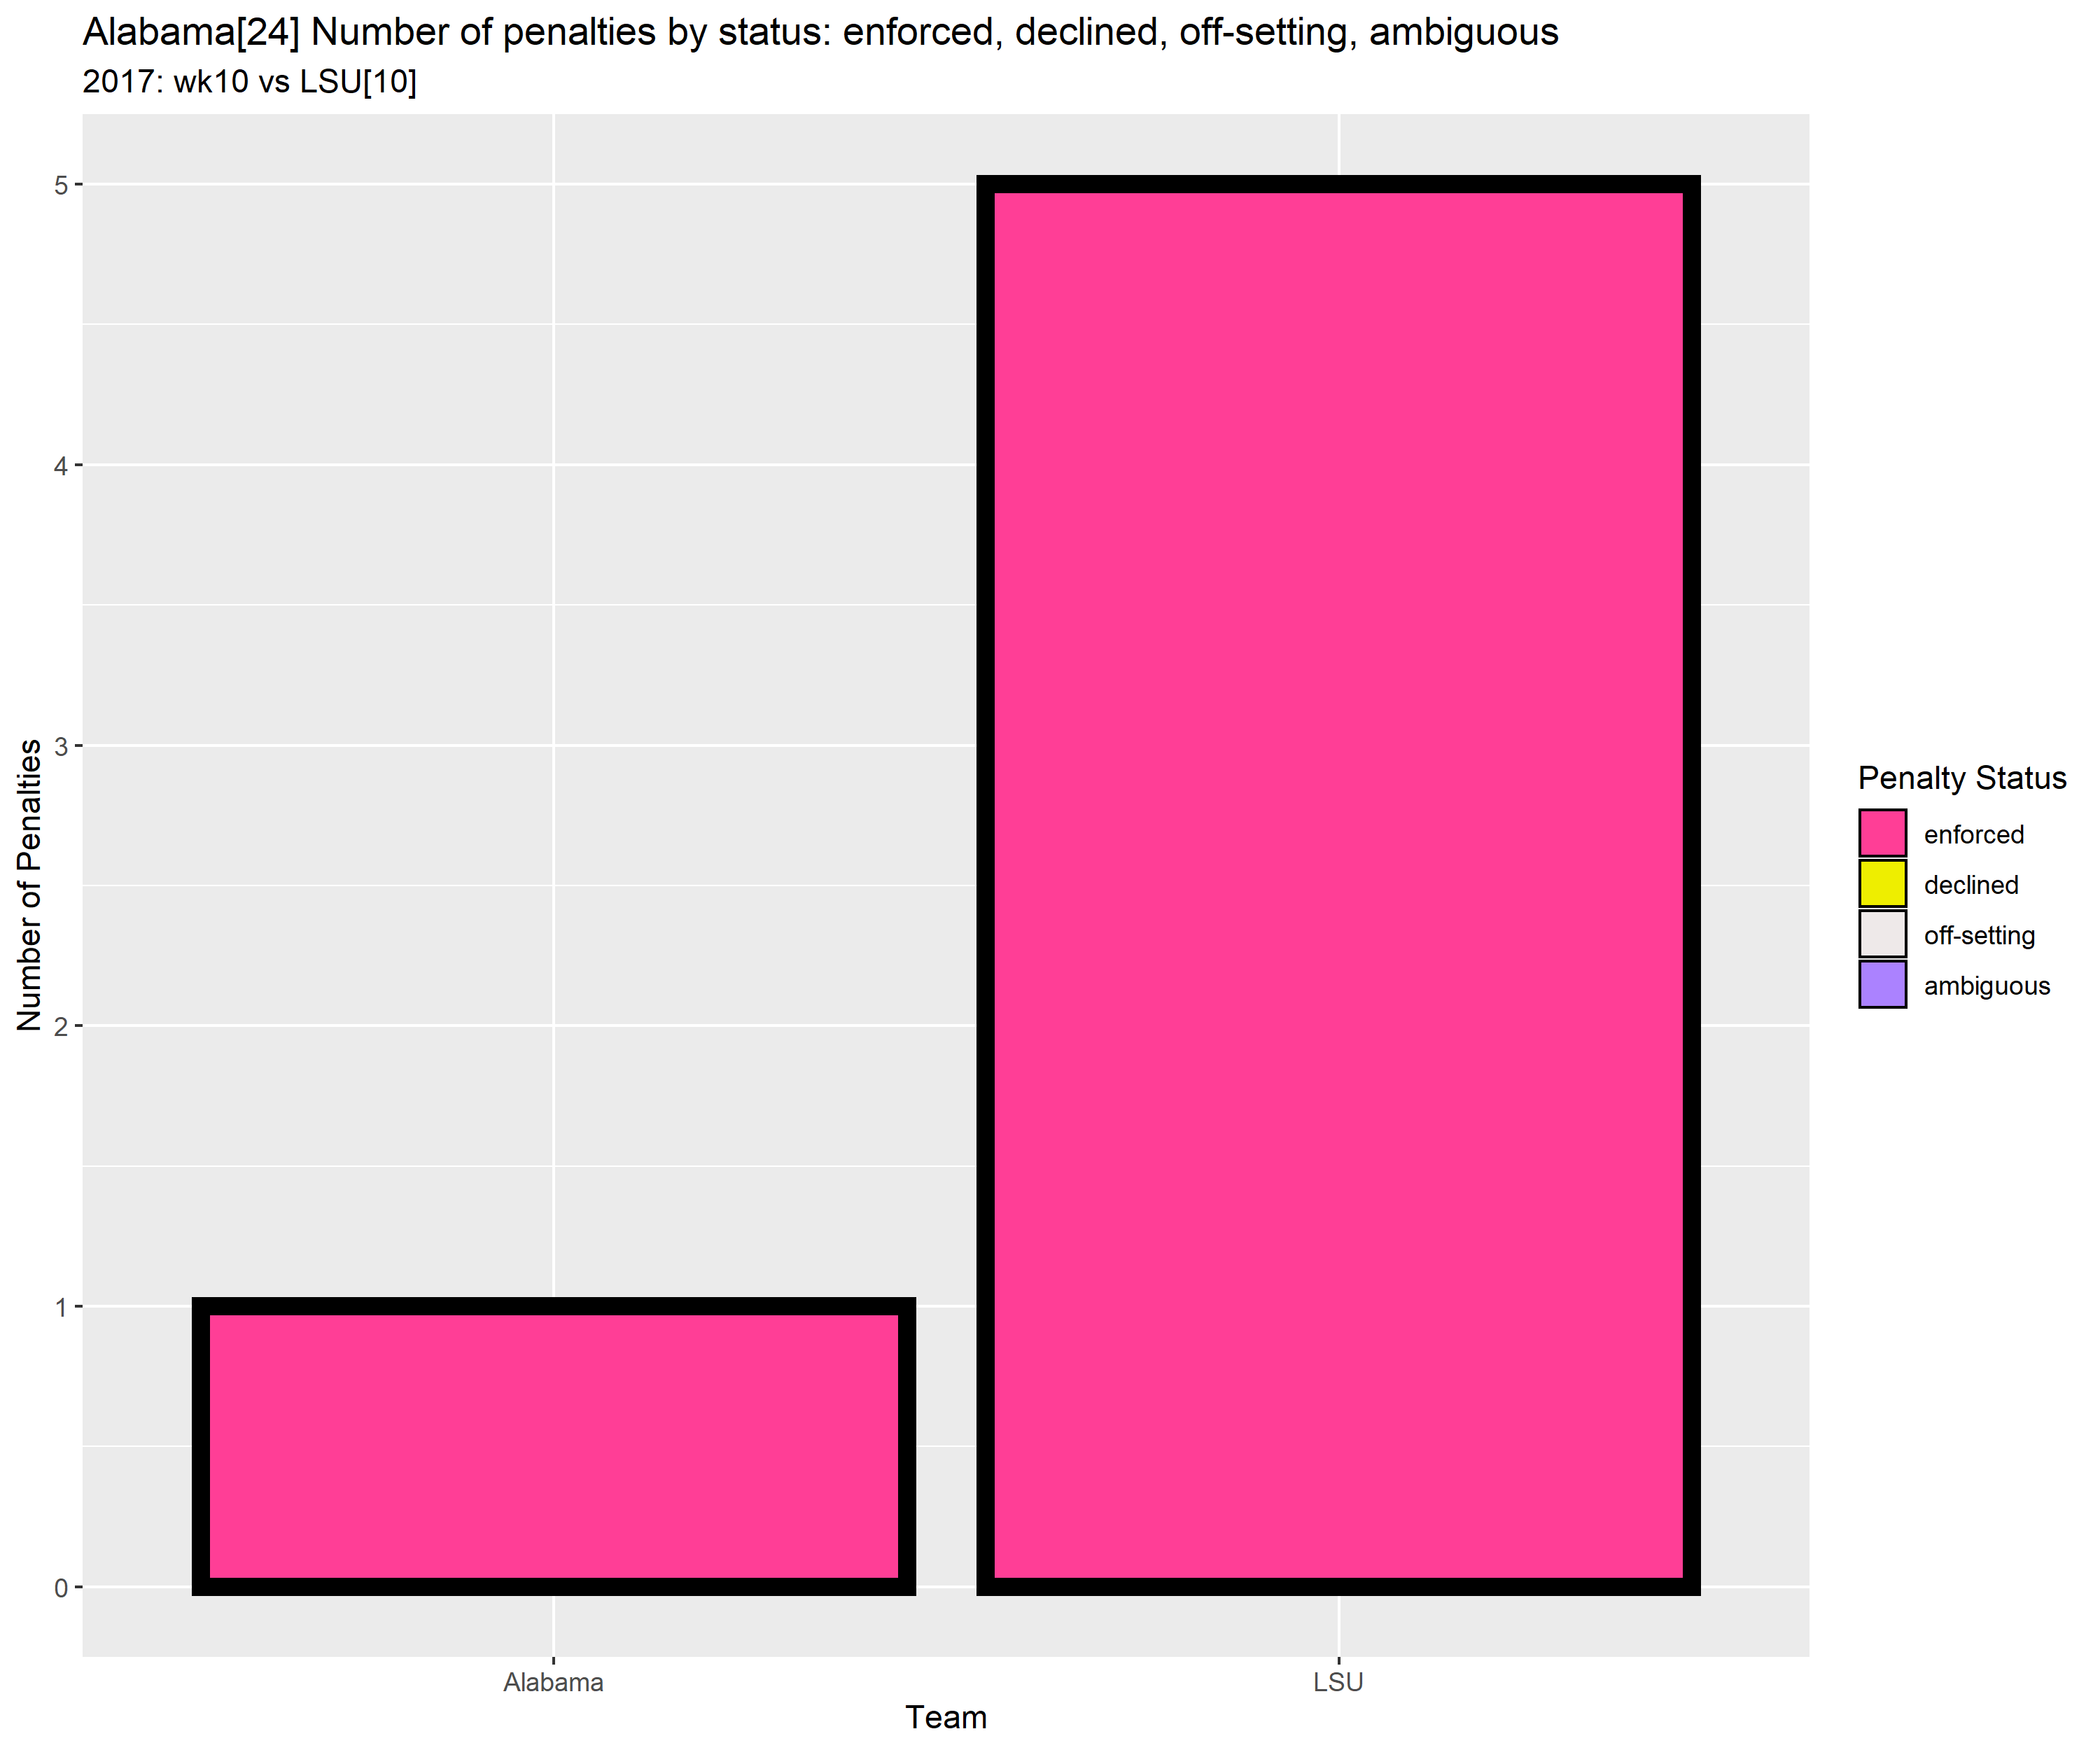 Alabama[24] Number of penalties by status: enforced, declined, off-setting, ambiguous
2017: wk10 vs LSU[10]
Number of Penalties
5
4
3
2
1
0
Alabama
LSU
Team
Penalty Status
enforced
declined
off-setting
ambiguous